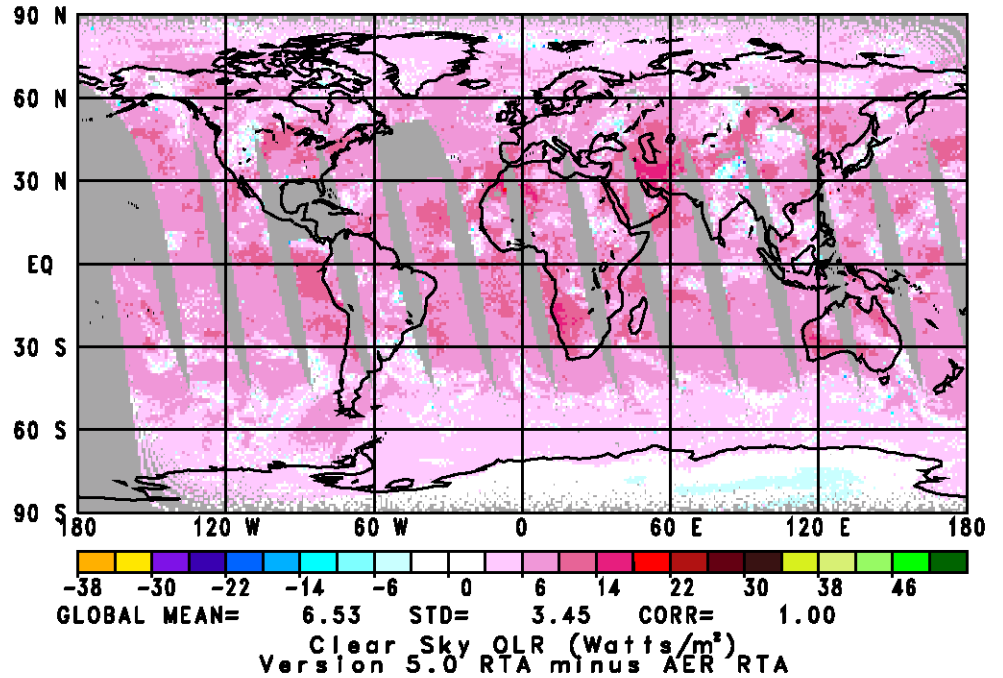 90 N
60 N
30 N
EQ
30 S
60 S
90 S
180 120 W 60 W 0 60 E 120 E 180
-38 -30 -22 -14 -6 0 6 14 22 30 38 46
GLOBAL MEAN= 6.53 STD= 3.45 CORR= 1.00
Clear Sky OLR (Watts/m²)
Version 5.0 RTA minus AER RTA